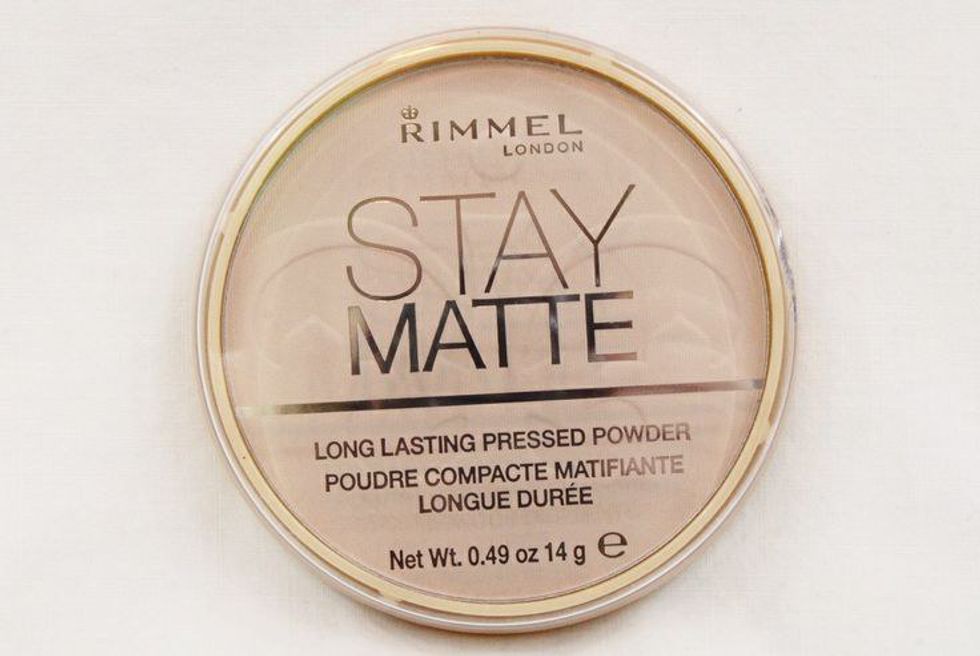 RIMMEL
LONDON
STAY
MATTE
LONG LASTING PRESSED POWDER
POUDRE COMPACTE MATIFIANTE
LONGUE DURÉE
Net Wt. 0.49 oz 14 g ℮